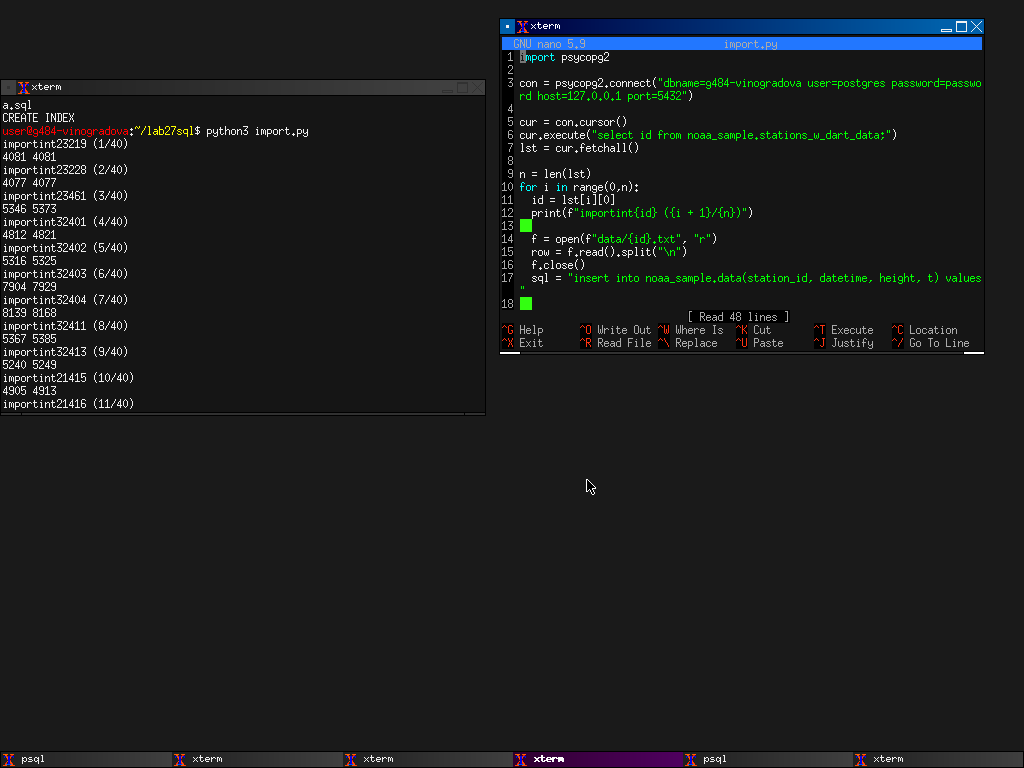 xterm
a.sql
CREATE INDEX
user@g484-vinogradova:~/lab27sql$ python3 import.py
importint23219 (1/40)
4081 4081
importint23228 (2/40)
4077 4077
importint23461 (3/40)
5346 5373
importint32401 (4/40)
4812 4821
importint32402 (5/40)
5316 5325
importint32403 (6/40)
7904 7929
importint32404 (7/40)
8139 8168
importint32411 (8/40)
5367 5385
importint32413 (9/40)
5240 5249
importint21415 (10/40)
4905 4913
importint21416 (11/40)
xterm
GNU nano 5.9 import.py
1 import psycopg2
2
3 con = psycopg2.connect("dbname=g484-vinogradova user=postgres password=passwo
rd host=127.0.0.1 port=5432")
4
5 cur = con.cursor()
6 cur.execute("select id from noaa_sample.stations_w_dart_data;")
7 lst = cur.fetchall()
8
9 n = len(lst)
10 for i in range(0,n):
11 id = lst[i][0]
12 print(f"importint{id} ({i + 1}/{n})")
13
14 f = open(f"data/{id}.txt", "r")
15 row = f.read().split("\n")
16 f.close()
17 sql = "insert into noaa_sample.data(station_id, datetime, height, t) values
"
18
[ Read 48 lines ]
^G Help ^O Write Out ^W Where Is ^K Cut ^T Execute ^C Location
^X Exit ^R Read File ^\ Replace ^U Paste ^J Justify ^/ Go To Line
psql xterm xterm xterm psql xterm